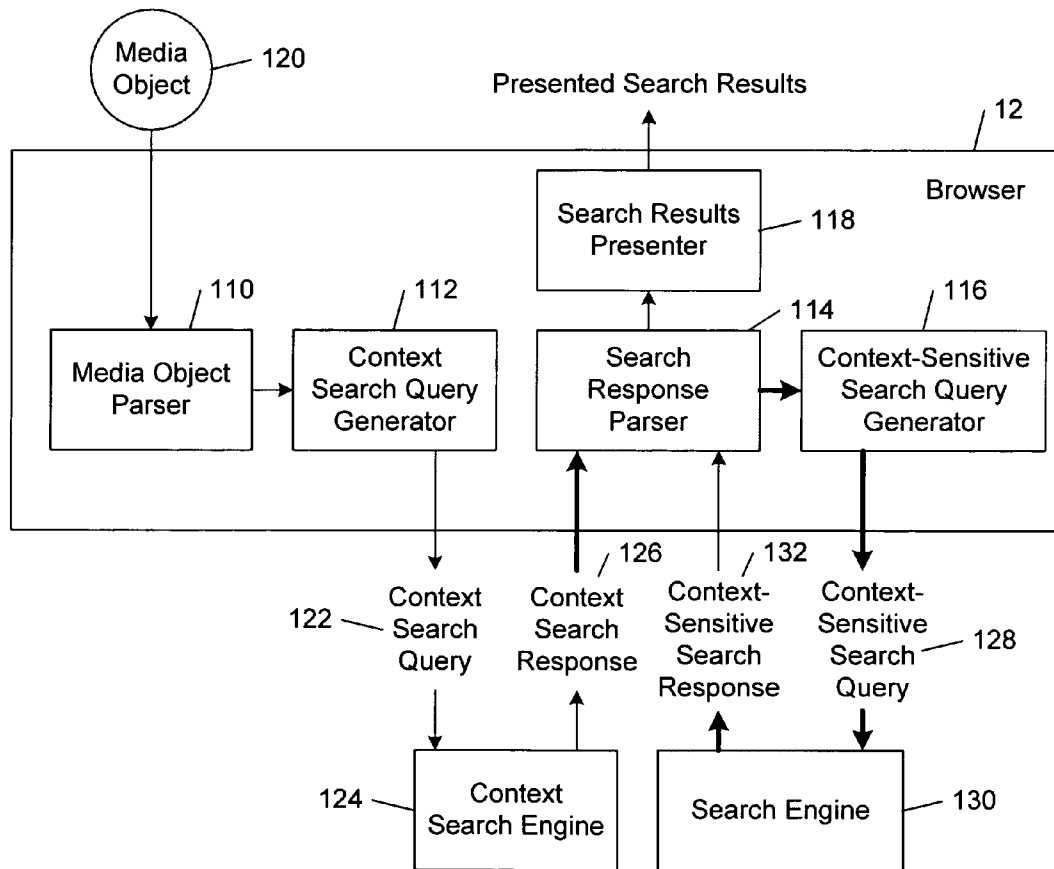 Media
Object
120
Presented Search Results
12
Browser
Search Results
Presenter
118
110
112
114
116
Media Object
Parser
Context
Search Query
Generator
Search
Response
Parser
Context-Sensitive
Search Query
Generator
122
Context
Search
Query
126
Context
Search
Response
132
Context-
Sensitive
Search
Response
Context-
Sensitive
Search
Query
128
124
Context
Search Engine
Search Engine
130